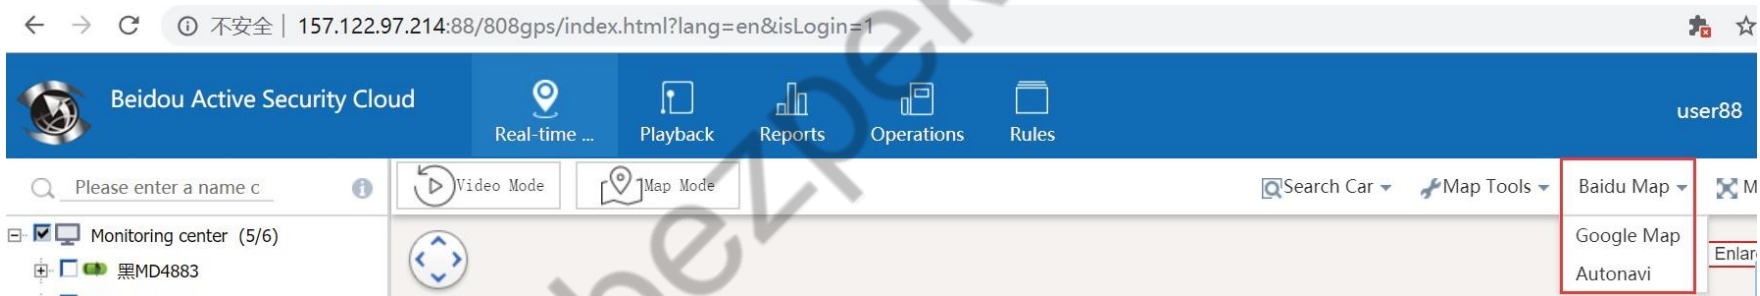 不安全 | 157.122.97.214:88/808gps/index.html?lang=en&isLogin=1
Beidou Active Security Cloud
Real-time ...
Playback
Reports
Operations
Rules
user88
Please enter a name c
Video Mode
Map Mode
Search Car
Map Tools
Baidu Map
M
Monitoring center (5/6)
Google Map
Enlar
黑MD4883
Autonavi